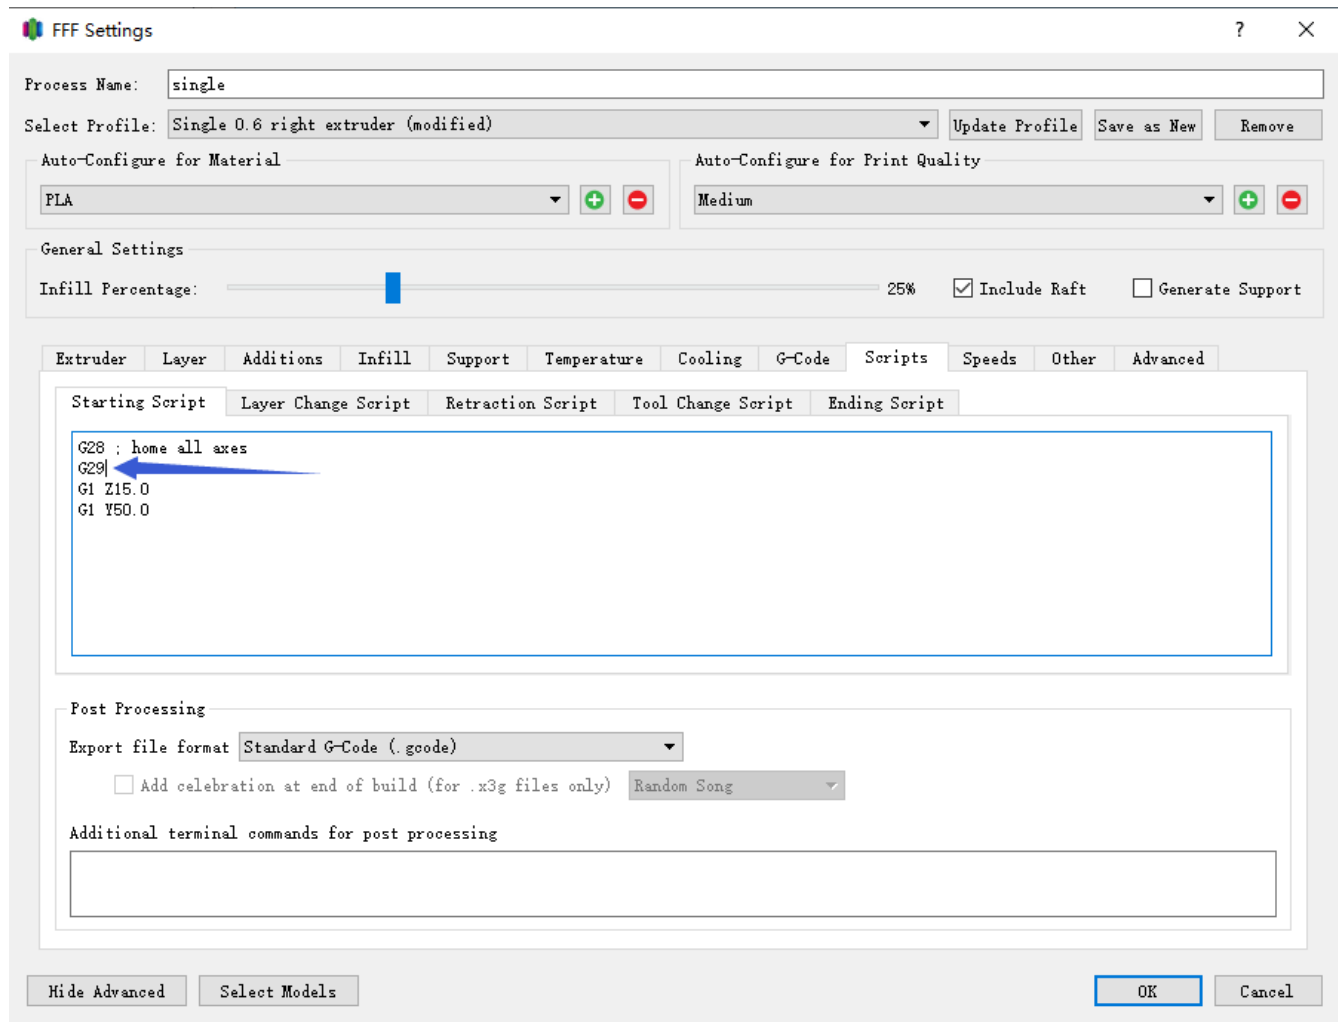 FFF Settings ?
Process Name: single
Select Profile: Single 0.6 right extruder (modified) Update Profile Save as New Remove
Auto-Configure for Material Auto-Configure for Print Quality
PLA Medium
General Settings
Infill Percentage: 25% Include Raft Generate Support
Extruder Layer Additions Infill Support Temperature Cooling G-Code Scripts Speeds Other Advanced
Starting Script Layer Change Script Retraction Script Tool Change Script Ending Script
G28 ; home all axes
G29
G1 Z15.0
G1 Y50.0
Post Processing
Export file format Standard G-Code (.gcode)
Add celebration at end of build (for .x3g files only) Random Song
Additional terminal commands for post processing
Hide Advanced Select Models OK Cancel